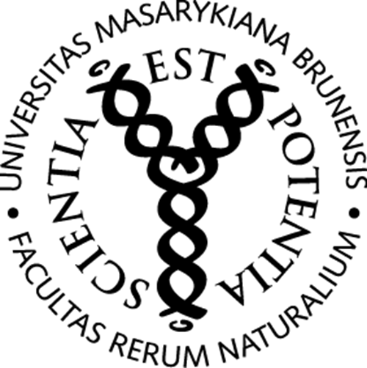 UNIVERSITAS MASARYKIANA BRUNENSIS
• FACULTAS RERUM NATURALIUM •
SCIENTIA EST POTENTIA
C C
C